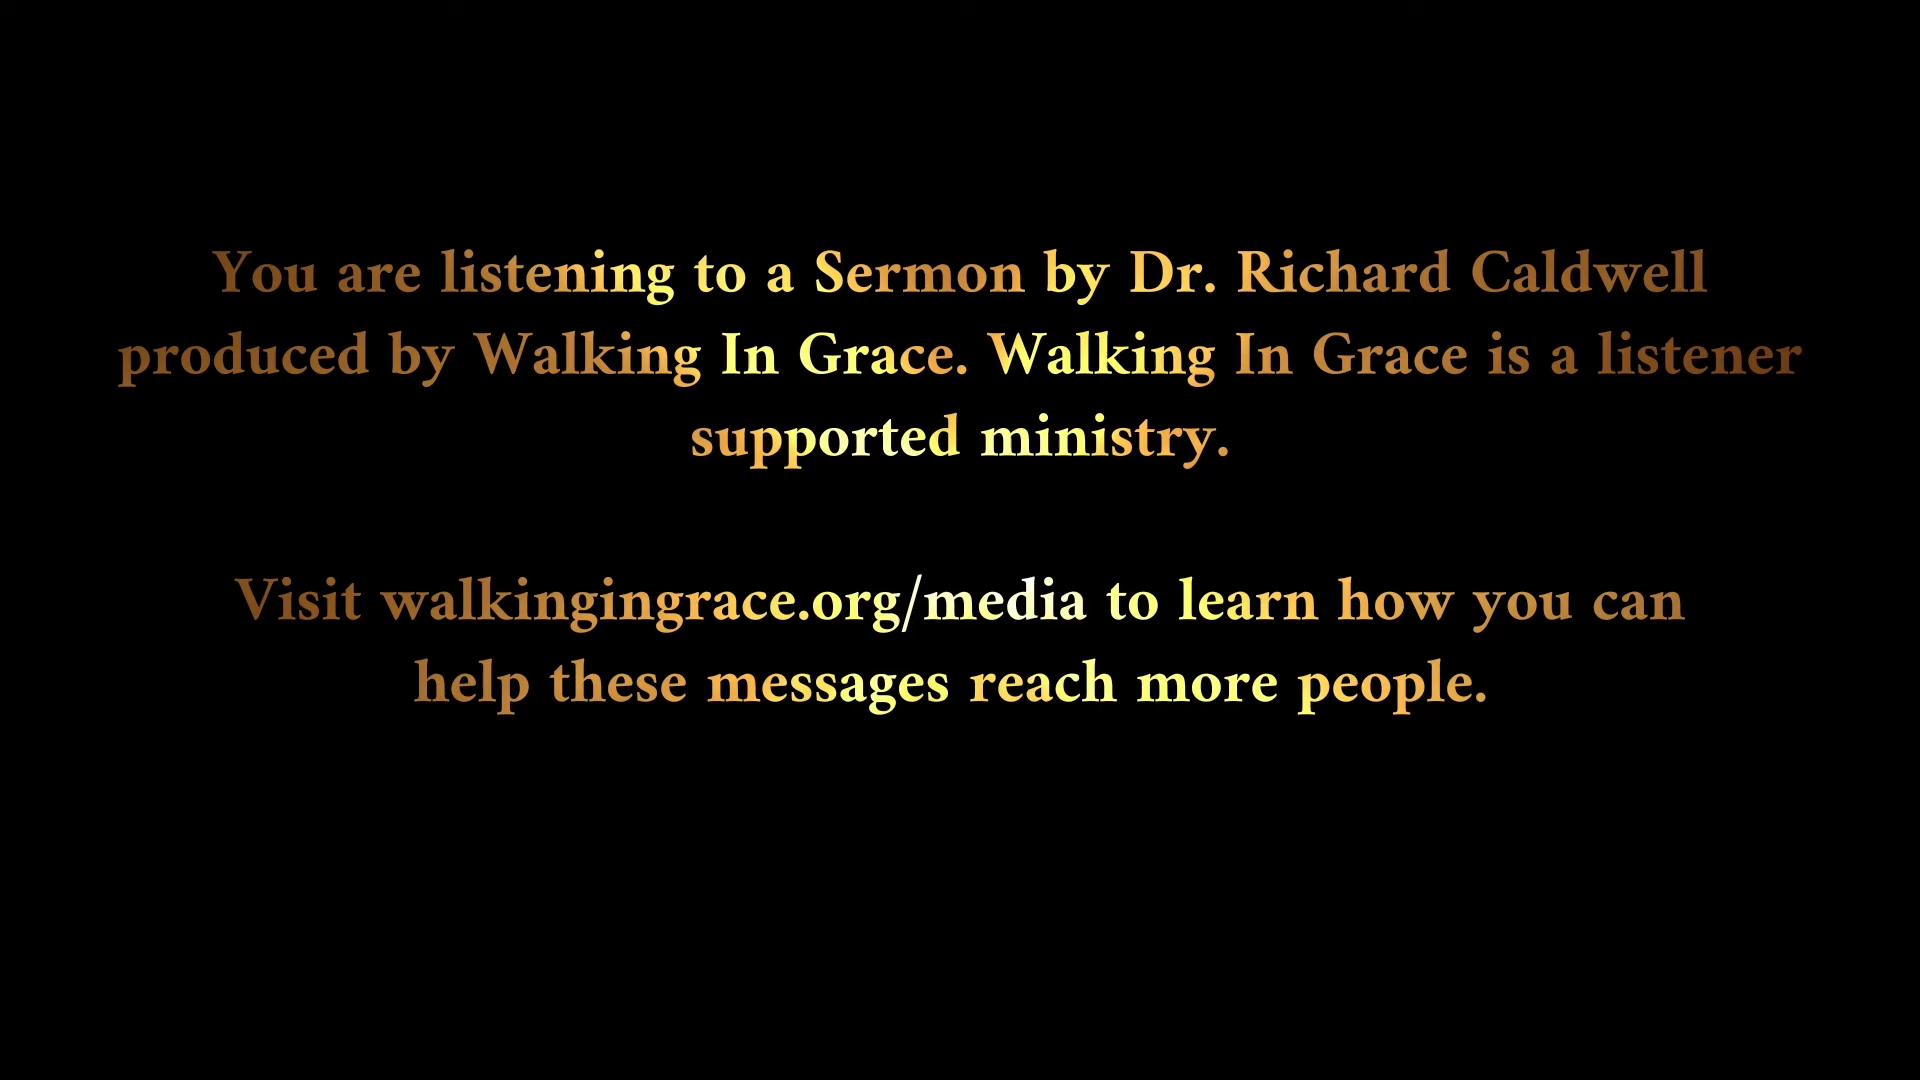 You are listening to a Sermon by Dr. Richard Caldwell
produced by Walking In Grace. Walking In Grace is a listener
supported ministry.
Visit walkingingrace.org/media to learn how you can
help these messages reach more people.